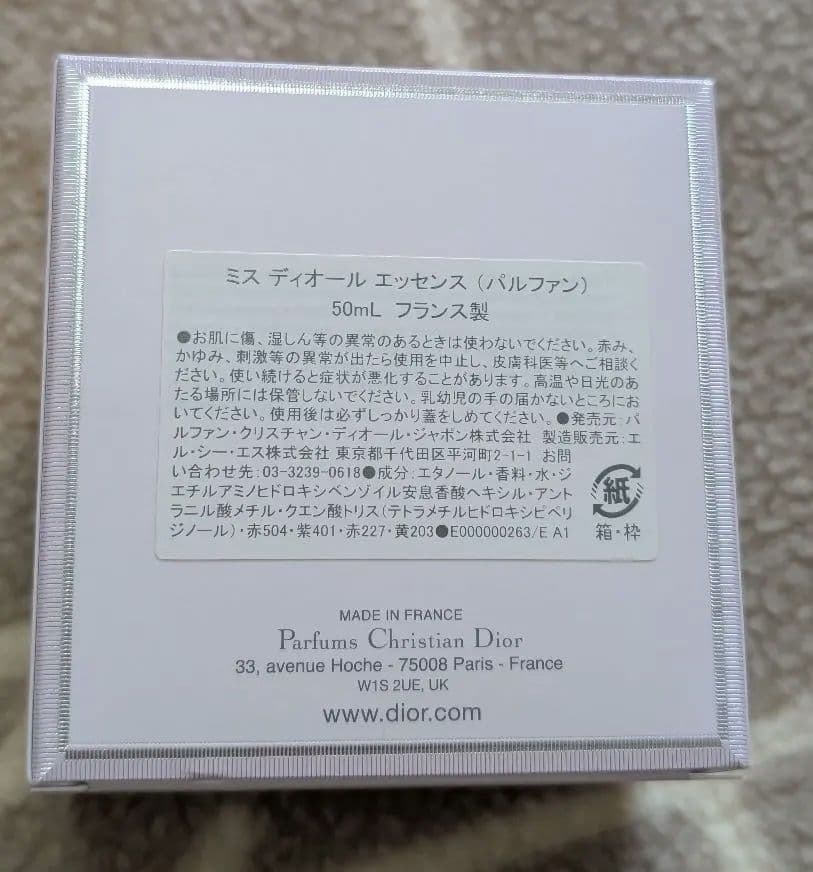 ミス ディオール エッセンス (パルファン)
50mL フランス製
●お肌に傷、湿しん等の異常のあるときは使わないでください。赤み、
かゆみ、刺激等の異常が出たら使用を中止し、皮膚科医等へご相談く
ださい。使い続けると症状が悪化することがあります。高温や日光のあ
たる場所には保管しないでください。乳幼児の手の届かないところにお
いてください。使用後は必ずしっかり蓋をしめてください。●発売元:パ
ルファン・クリスチャン・ディオール・ジャポン株式会社 製造販売元:エ
ル・シー・エス株式会社 東京都千代田区平河町2-1-1 お問
い合わせ先:03-3239-0618●成分:エタノール・香料・水・ジ
エチルアミノヒドロキシベンゾイル安息香酸ヘキシル・アント
ラニル酸メチル・クエン酸トリス(テトラメチルヒドロキシピペリ
ジノール)・赤504・紫401・赤227・黄203●E000000263/E A1
紙
箱・枠
MADE IN FRANCE
Parfums Christian Dior
33, avenue Hoche - 75008 Paris - France
W1S 2UE, UK
www.dior.com